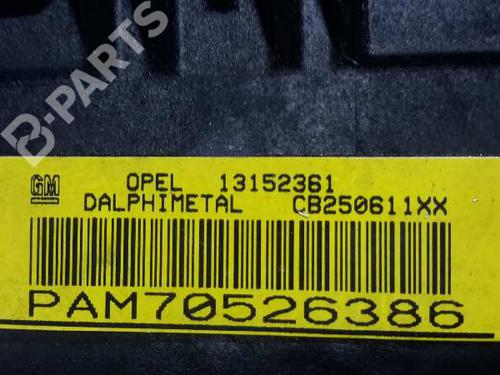 B-PARTS
GM OPEL 13152361
DALPHIMETAL CB250611XX
PAM70526386